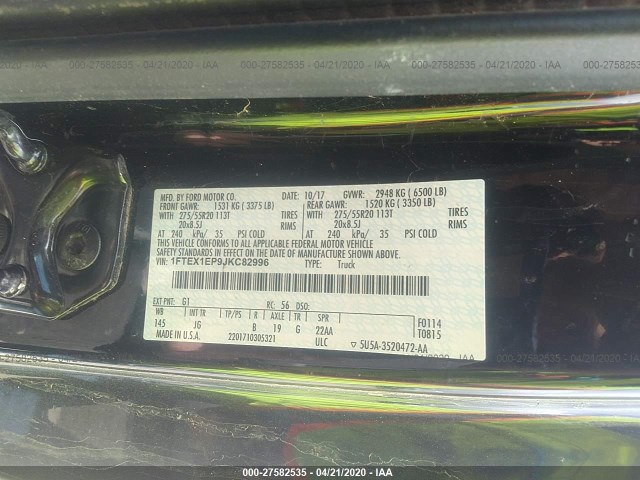 000-27582535 - 04/21/2020 - IAA
MFD. BY FORD MOTOR CO. DATE: 10/17 GVWR: 2948 KG ( 6500 LB)
FRONT GAWR: 1531 KG ( 3375 LB) REAR GAWR: 1520 KG ( 3350 LB)
WITH 275/55R20 113T TIRES WITH 275/55R20 113T TIRES
20x8.5J RIMS 20x8.5J RIMS
AT 240 kPa/ 35 PSI COLD AT 240 kPa/ 35 PSI COLD
THIS VEHICLE CONFORMS TO ALL APPLICABLE FEDERAL MOTOR VEHICLE
SAFETY STANDARDS IN EFFECT ON THE DATE OF MANUFACTURE SHOWN ABOVE.
VIN: 1FTEX1EP9JKC82996 TYPE: Truck
EXT PNT: G1 RC: 56 DSO:
WB INT TR TP/PS R AXLE TR SPR F0114
145 JG B 19 G 22AA T0815
MADE IN U.S.A. 2201710305321 ULC ▽ 5U5A-3520472-AA
000-27582535 - 04/21/2020 - IAA